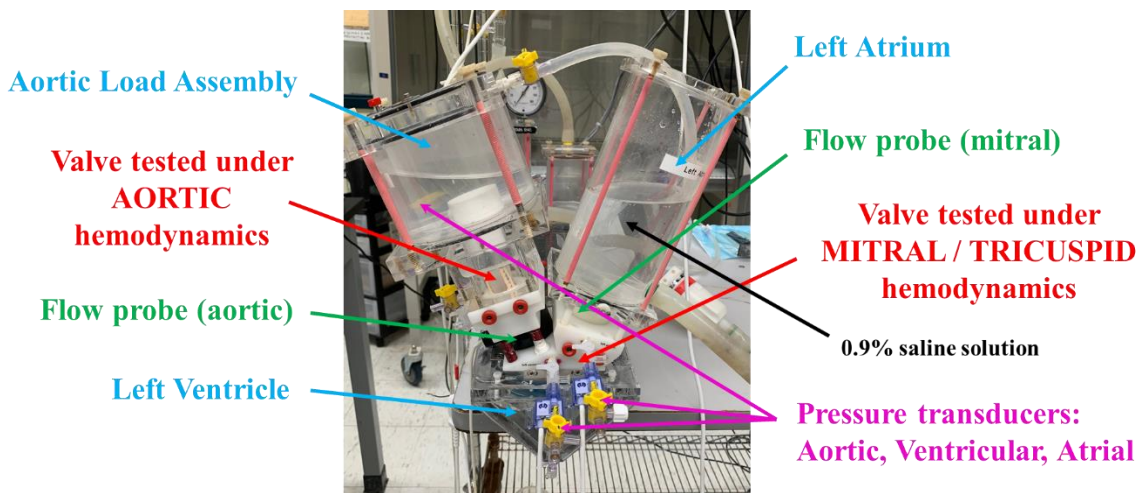 Aortic Load Assembly
Valve tested under
AORTIC
hemodynamics
Flow probe (aortic)
Left Ventricle
Left Atrium
Flow probe (mitral)
Valve tested under
MITRAL / TRICUSPID
hemodynamics
0.9% saline solution
Pressure transducers:
Aortic, Ventricular, Atrial
Left